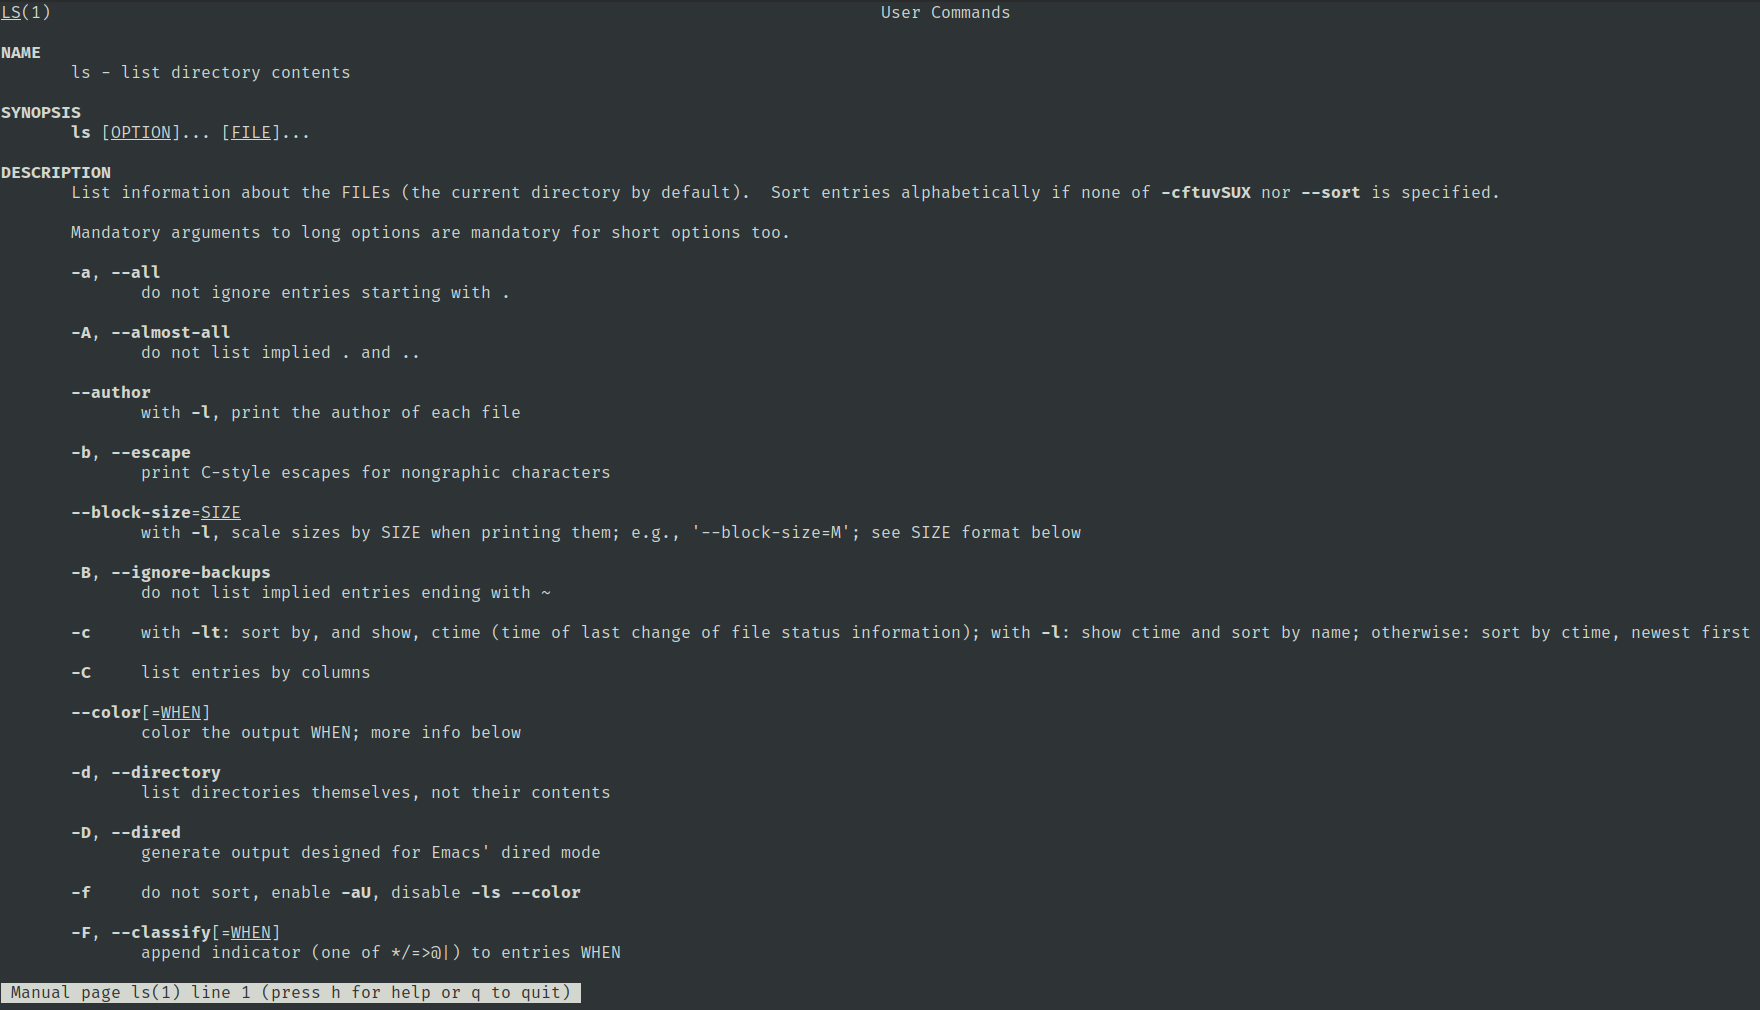 LS(1) User Commands
NAME
ls - list directory contents
SYNOPSIS
ls [OPTION]... [FILE]...
DESCRIPTION
List information about the FILEs (the current directory by default).  Sort entries alphabetically if none of -cftuvSUX nor --sort is specified.
Mandatory arguments to long options are mandatory for short options too.
-a, --all
do not ignore entries starting with .
-A, --almost-all
do not list implied . and ..
--author
with -l, print the author of each file
-b, --escape
print C-style escapes for nongraphic characters
--block-size=SIZE
with -l, scale sizes by SIZE when printing them; e.g., '--block-size=M'; see SIZE format below
-B, --ignore-backups
do not list implied entries ending with ~
-c with -lt: sort by, and show, ctime (time of last change of file status information); with -l: show ctime and sort by name; otherwise: sort by ctime, newest first
-C list entries by columns
--color[=WHEN]
color the output WHEN; more info below
-d, --directory
list directories themselves, not their contents
-D, --dired
generate output designed for Emacs' dired mode
-f do not sort, enable -aU, disable -ls --color
-F, --classify[=WHEN]
append indicator (one of */=>@|) to entries WHEN
Manual page ls(1) line 1 (press h for help or q to quit)